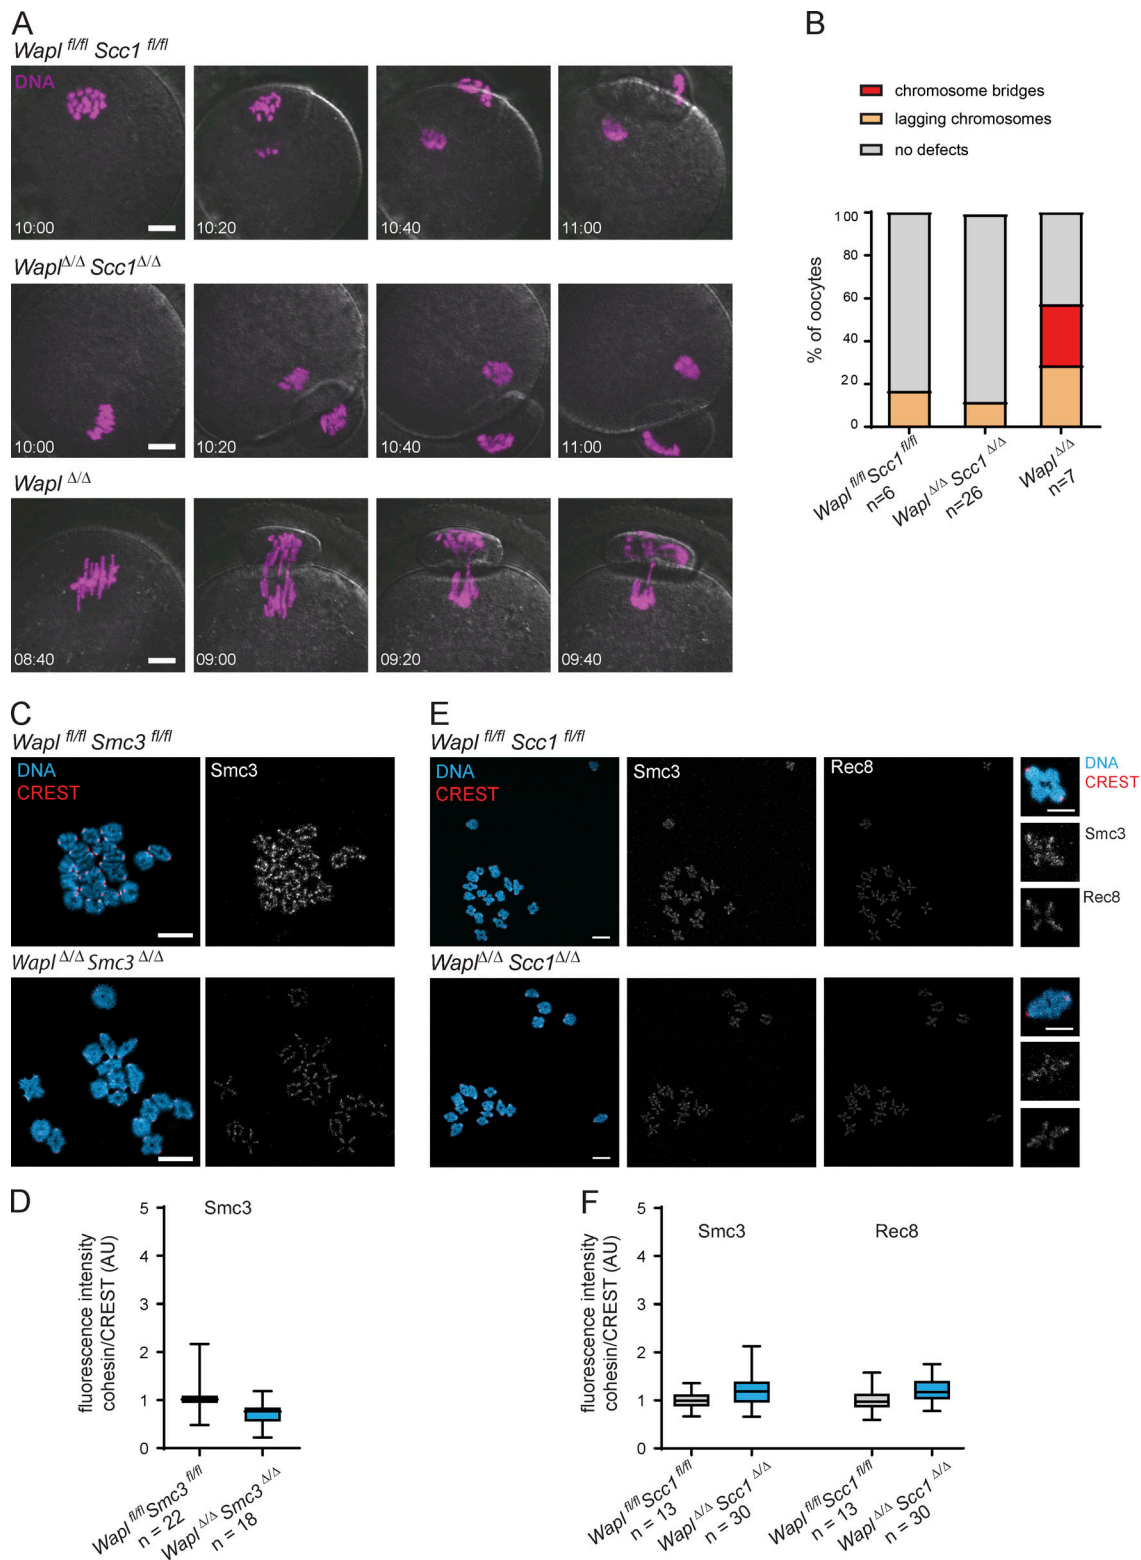 A
Wapl fl/fl Scc1 fl/fl
DNA
10:00
10:20
10:40
11:00
Wapl Δ/Δ Scc1 Δ/Δ
10:00
10:20
10:40
11:00
Wapl Δ/Δ
08:40
09:00
09:20
09:40
B
chromosome bridges
lagging chromosomes
no defects
% of oocytes
100
80
60
40
20
0
Wapl fl/fl Scc1 fl/fl
n=6
Wapl Δ/Δ Scc1 Δ/Δ
n=26
Wapl Δ/Δ
n=7
C
Wapl fl/fl Smc3 fl/fl
DNA
CREST
Smc3
Wapl Δ/Δ Smc3 Δ/Δ
E
Wapl fl/fl Scc1 fl/fl
DNA
CREST
Smc3
Rec8
DNA
CREST
Smc3
Rec8
Wapl Δ/Δ Scc1 Δ/Δ
D
Smc3
fluorescence intensity
cohesin/CREST (AU)
5
4
3
2
1
0
Wapl fl/fl Smc3 fl/fl
n = 22
Wapl Δ/Δ Smc3 Δ/Δ
n = 18
F
Smc3
Rec8
fluorescence intensity
cohesin/CREST (AU)
5
4
3
2
1
0
Wapl fl/fl Scc1 fl/fl
n = 13
Wapl Δ/Δ Scc1 Δ/Δ
n = 30
Wapl fl/fl Scc1 fl/fl
n = 13
Wapl Δ/Δ Scc1 Δ/Δ
n = 30